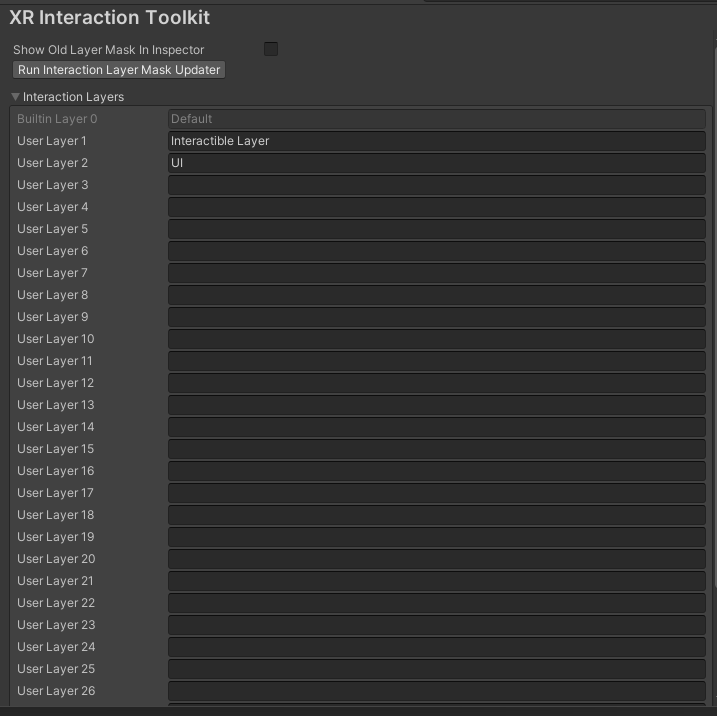 XR Interaction Toolkit
Show Old Layer Mask In Inspector
Run Interaction Layer Mask Updater
Interaction Layers
Builtin Layer 0 Default
User Layer 1 Interactible Layer
User Layer 2 UI
User Layer 3
User Layer 4
User Layer 5
User Layer 6
User Layer 7
User Layer 8
User Layer 9
User Layer 10
User Layer 11
User Layer 12
User Layer 13
User Layer 14
User Layer 15
User Layer 16
User Layer 17
User Layer 18
User Layer 19
User Layer 20
User Layer 21
User Layer 22
User Layer 23
User Layer 24
User Layer 25
User Layer 26